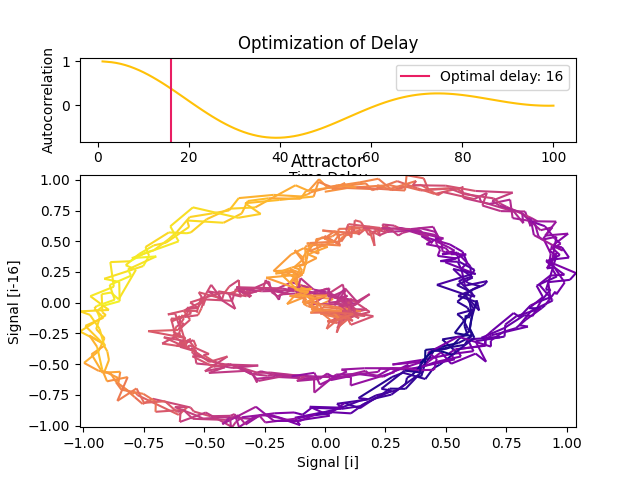 Optimization of Delay
Autocorrelation
1
0
Optimal delay: 16
0 20 40 60 80 100
Time Delay
Attractor
Signal [i-16]
1.00
0.75
0.50
0.25
0.00
−0.25
−0.50
−0.75
−1.00
−1.00 −0.75 −0.50 −0.25 0.00 0.25 0.50 0.75 1.00
Signal [i]